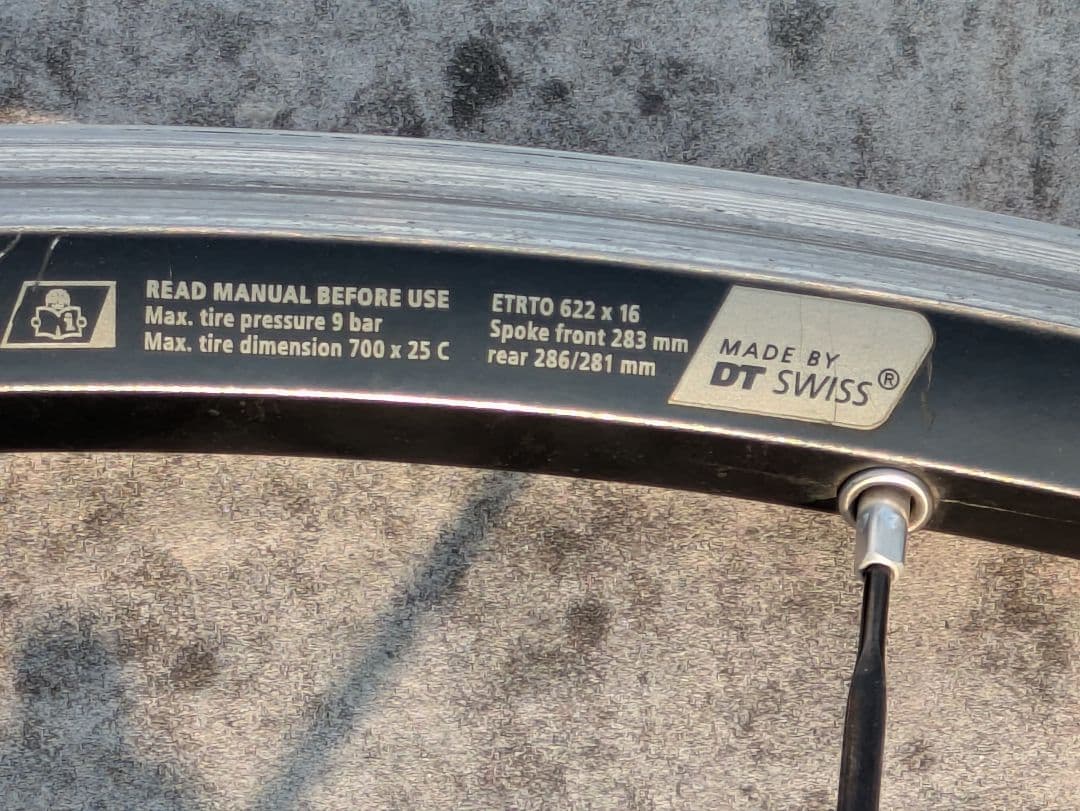 READ MANUAL BEFORE USE
Max. tire pressure 9 bar
Max. tire dimension 700 x 25 C
ETRTO 622 x 16
Spoke front 283 mm
rear 286/281 mm
MADE BY
DT SWISS®